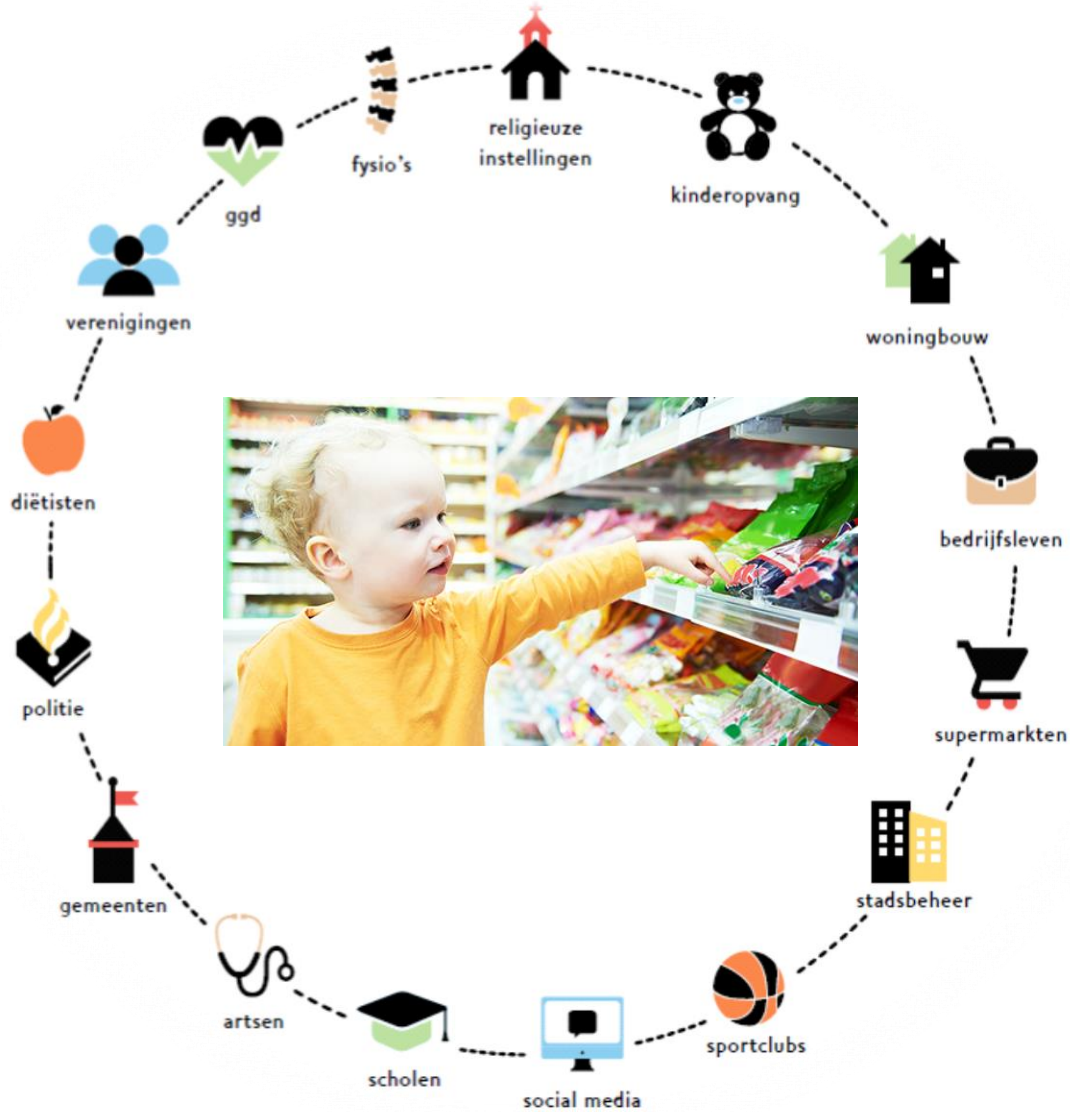 religieuze
instellingen
kinderopvang
woningbouw
bedrijfsleven
supermarkten
stadsbeheer
sportclubs
social media
scholen
artsen
gemeenten
politie
diëtisten
verenigingen
ggd
fysio's